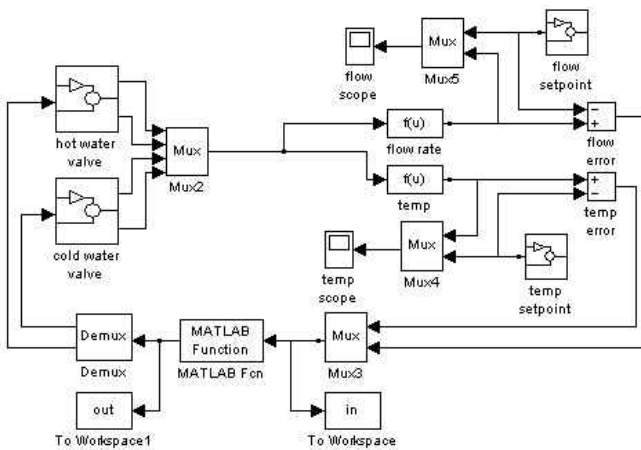 Mux
Mux5
flow
scope
flow
setpoint
hot water
valve
Mux
Mux2
f(u)
flow rate
−
+
flow
error
f(u)
temp
+
−
temp
error
cold water
valve
Mux
Mux4
temp
scope
temp
setpoint
Demux
Demux
MATLAB
Function
MATLAB Fcn
Mux
Mux3
out
To Workspace1
in
To Workspace